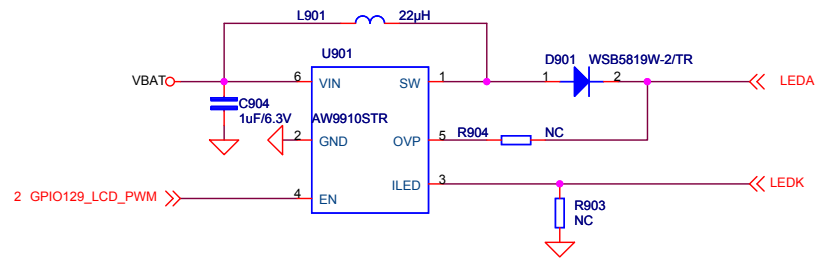 L901 22µH
U901
D901 WSB5819W-2/TR
VBAT 6 VIN SW 1 1 2 LEDA
C904
1uF/6.3V AW9910STR
2 GND OVP 5 R904 NC
ILED 3 LEDK
2 GPIO129_LCD_PWM 4 EN
R903
NC